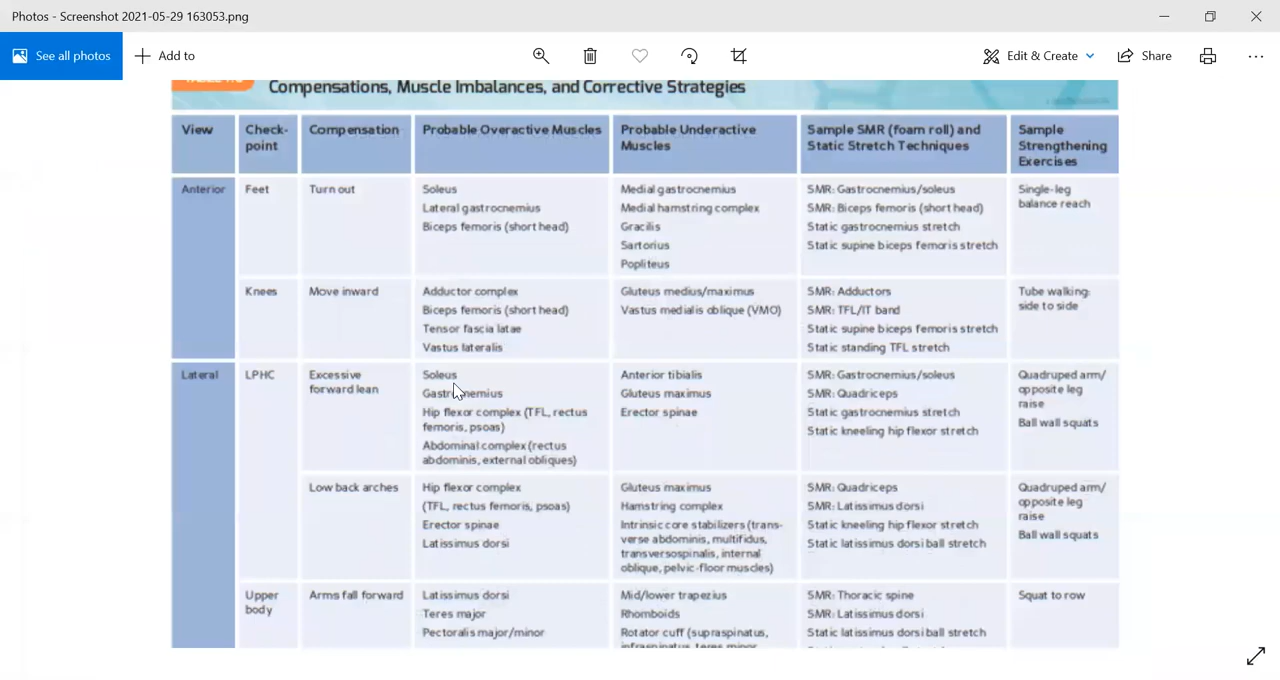 Photos - Screenshot 2021-05-29 163053.png
See all photos
Add to
Edit & Create
Share
Compensations, Muscle Imbalances, and Corrective Strategies
View
Check-
point
Compensation
Probable Overactive Muscles
Probable Underactive
Muscles
Sample SMR (foam roll) and
Static Stretch Techniques
Sample
Strengthening
Exercises
Anterior
Feet
Turn out
Soleus
Lateral gastrocnemius
Biceps femoris (short head)
Medial gastrocnemius
Medial hamstring complex
Gracilis
Sartorius
Popliteus
SMR: Gastrocnemius/soleus
SMR: Biceps femoris (short head)
Static gastrocnemius stretch
Static supine biceps femoris stretch
Single-leg
balance reach
Knees
Move inward
Adductor complex
Biceps femoris (short head)
Tensor fascia latae
Vastus lateralis
Gluteus medius/maximus
Vastus medialis oblique (VMO)
SMR: Adductors
SMR: TFL/IT band
Static supine biceps femoris stretch
Static standing TFL stretch
Tube walking:
side to side
Lateral
LPHC
Excessive
forward lean
Soleus
Gastrocnemius
Hip flexor complex (TFL, rectus
femoris, psoas)
Abdominal complex (rectus
abdominis, external obliques)
Anterior tibialis
Gluteus maximus
Erector spinae
SMR: Gastrocnemius/soleus
SMR: Quadriceps
Static gastrocnemius stretch
Static kneeling hip flexor stretch
Quadruped arm/
opposite leg
raise
Ball wall squats
Low back arches
Hip flexor complex
(TFL, rectus femoris, psoas)
Erector spinae
Latissimus dorsi
Gluteus maximus
Hamstring complex
Intrinsic core stabilizers (trans-
verse abdominis, multifidus,
transversospinalis, internal
oblique, pelvic-floor muscles)
SMR: Quadriceps
SMR: Latissimus dorsi
Static kneeling hip flexor stretch
Static latissimus dorsi ball stretch
Quadruped arm/
opposite leg
raise
Ball wall squats
Upper
body
Arms fall forward
Latissimus dorsi
Teres major
Pectoralis major/minor
Mid/lower trapezius
Rhomboids
Rotator cuff (supraspinatus,
infraspinatus, teres minor
SMR: Thoracic spine
SMR: Latissimus dorsi
Static latissimus dorsi ball stretch
Squat to row